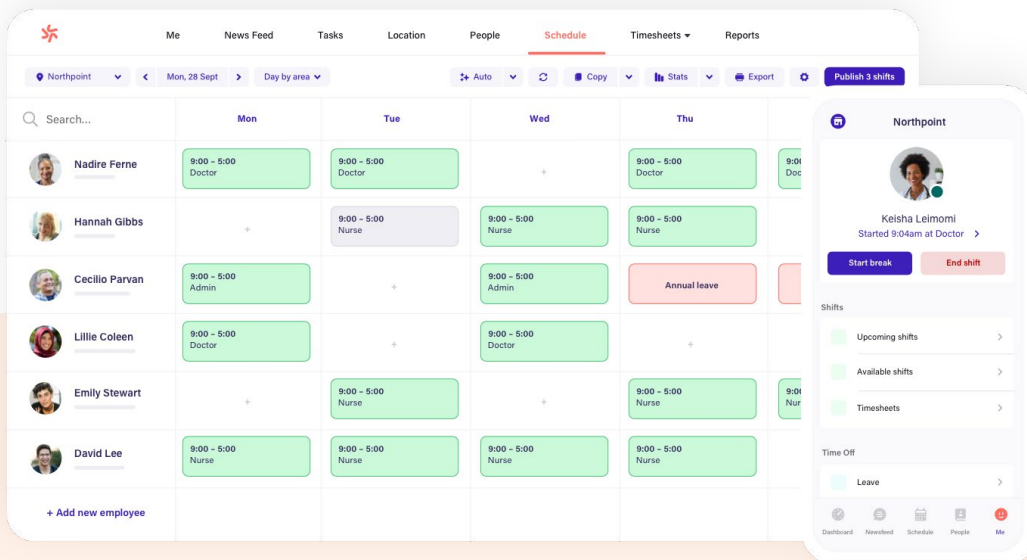 Me News Feed Tasks Location People Schedule Timesheets Reports
Northpoint Mon, 28 Sept Day by area Auto Copy Stats Export Publish 3 shifts
Search... Mon Tue Wed Thu
Nadire Ferne
9:00 – 5:00 9:00 – 5:00 9:00 – 5:00 9:00
Doctor Doctor Doctor
Hannah Gibbs
9:00 – 5:00 9:00 – 5:00 9:00 – 5:00
Nurse Nurse Nurse
Cecilio Parvan
9:00 – 5:00 9:00 – 5:00
Admin Admin
Annual leave
Lillie Coleen
9:00 – 5:00 9:00 – 5:00
Doctor Doctor
Emily Stewart
9:00 – 5:00 9:00 – 5:00
Nurse Nurse
David Lee
9:00 – 5:00 9:00 – 5:00 9:00 – 5:00 9:00 – 5:00
Nurse Nurse Nurse Nurse
+ Add new employee
Northpoint
Keisha Leimomi
Started 9:04am at Doctor
Start break End shift
Shifts
Upcoming shifts
Available shifts
Timesheets
Time Off
Leave
Dashboard Newsfeed Schedule People Me